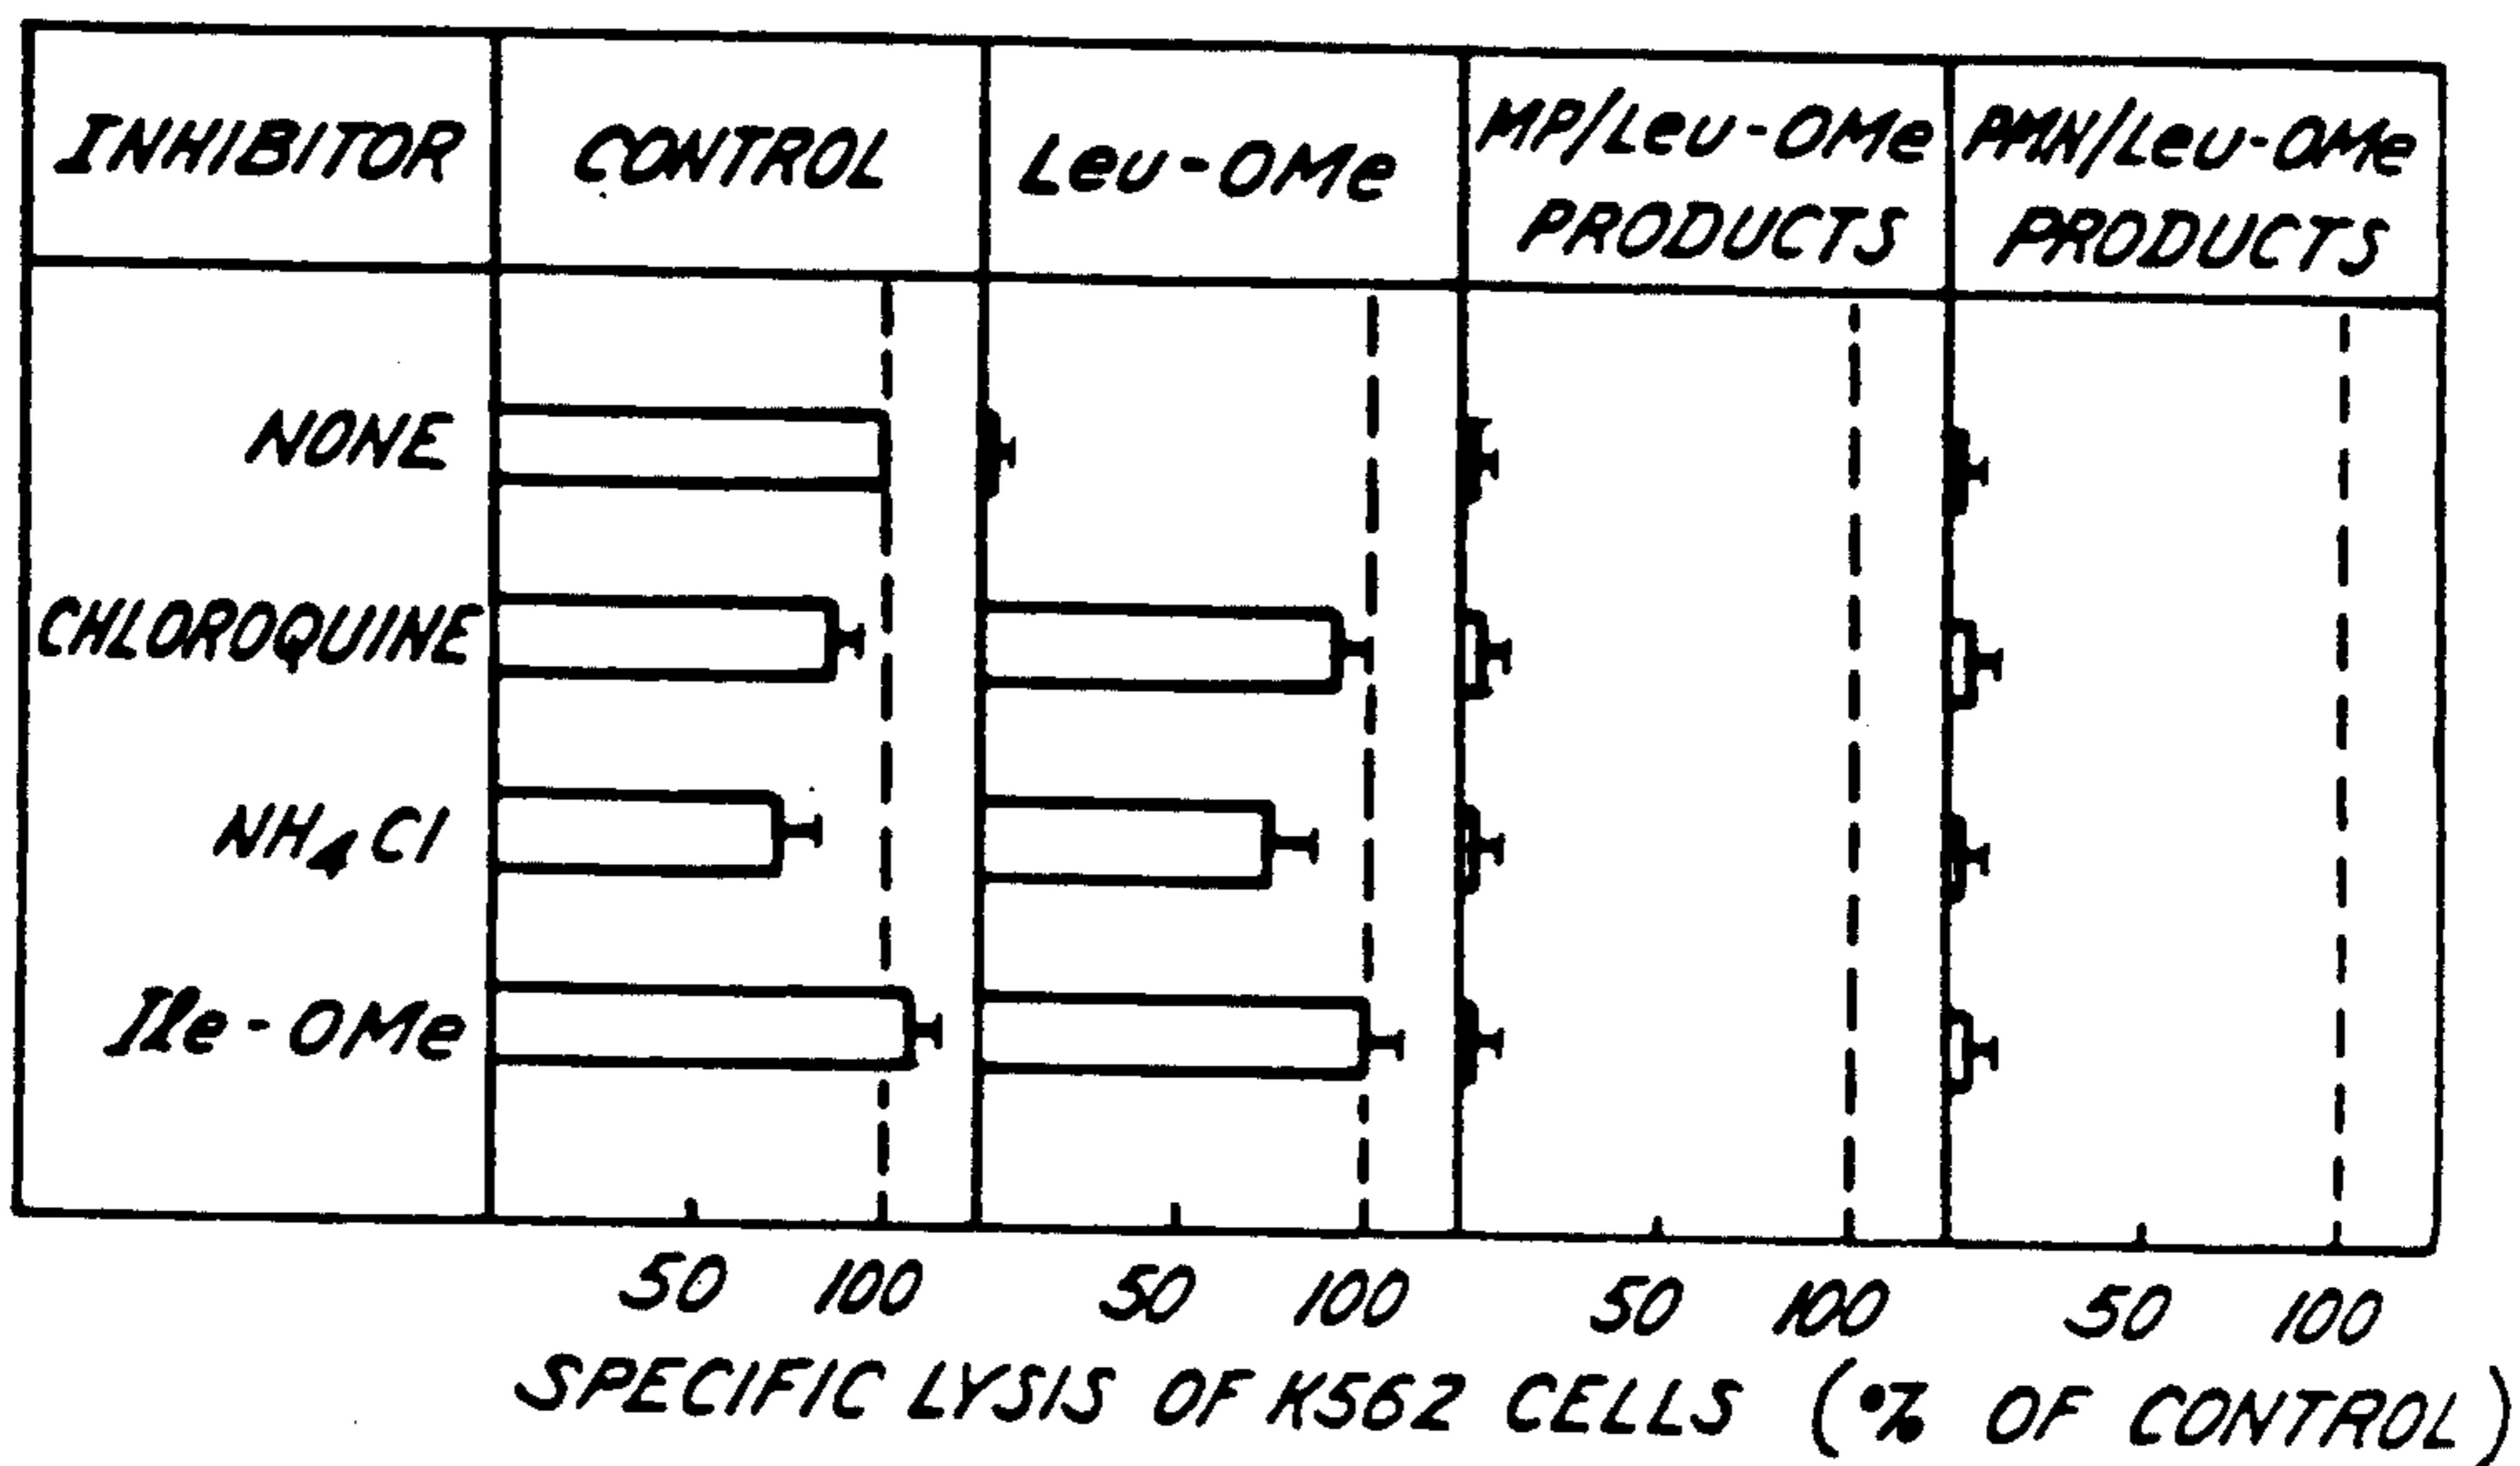 INHIBITOR
CONTROL
Leu-OMe
MP/Leu-OMe
PRODUCTS
PMN/Leu-OMe
PRODUCTS
NONE
CHLOROQUINE
NH4Cl
Ile-OMe
50 100 50 100 50 100 50 100
SPECIFIC LYSIS OF K562 CELLS (% OF CONTROL)